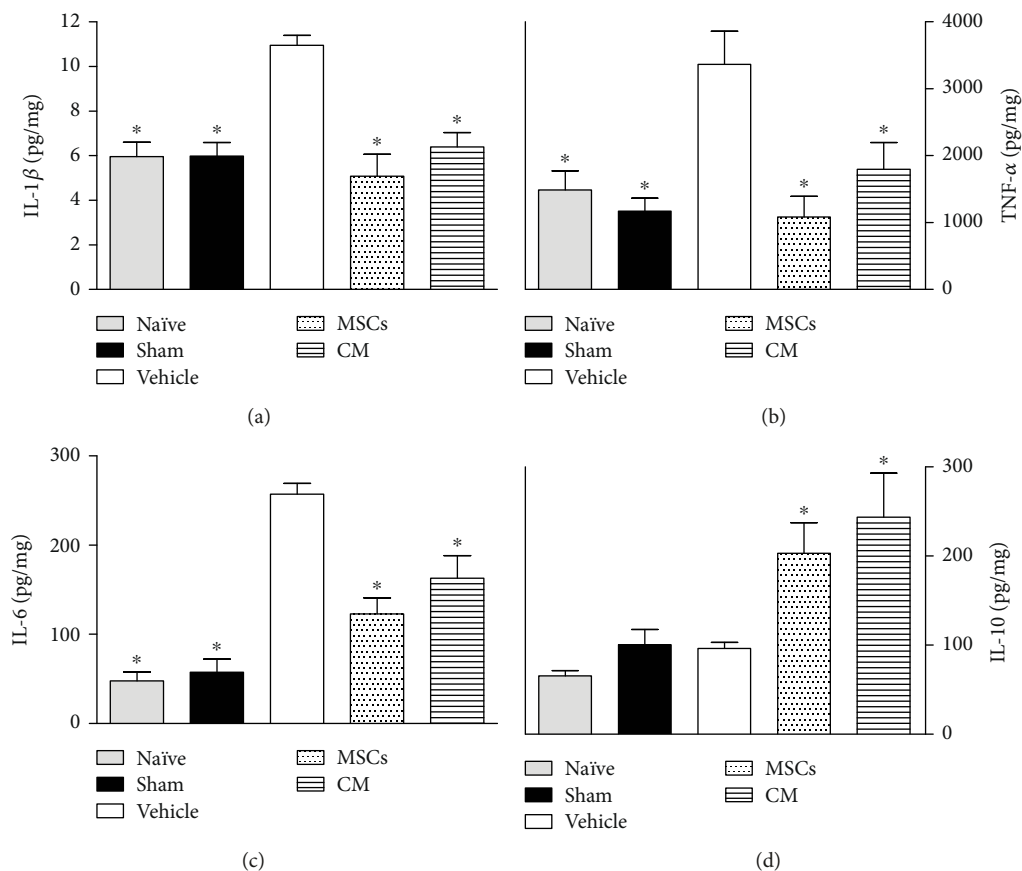 IL-1β (pg/mg)
12
10
8
6
4
2
0
* * * *
Naïve
Sham
Vehicle
MSCs
CM
(a)
TNF-α (pg/mg)
4000
3000
2000
1000
0
* * * *
Naïve
Sham
Vehicle
MSCs
CM
(b)
IL-6 (pg/mg)
300
200
100
0
* * * *
Naïve
Sham
Vehicle
MSCs
CM
(c)
IL-10 (pg/mg)
300
200
100
0
* *
Naïve
Sham
Vehicle
MSCs
CM
(d)